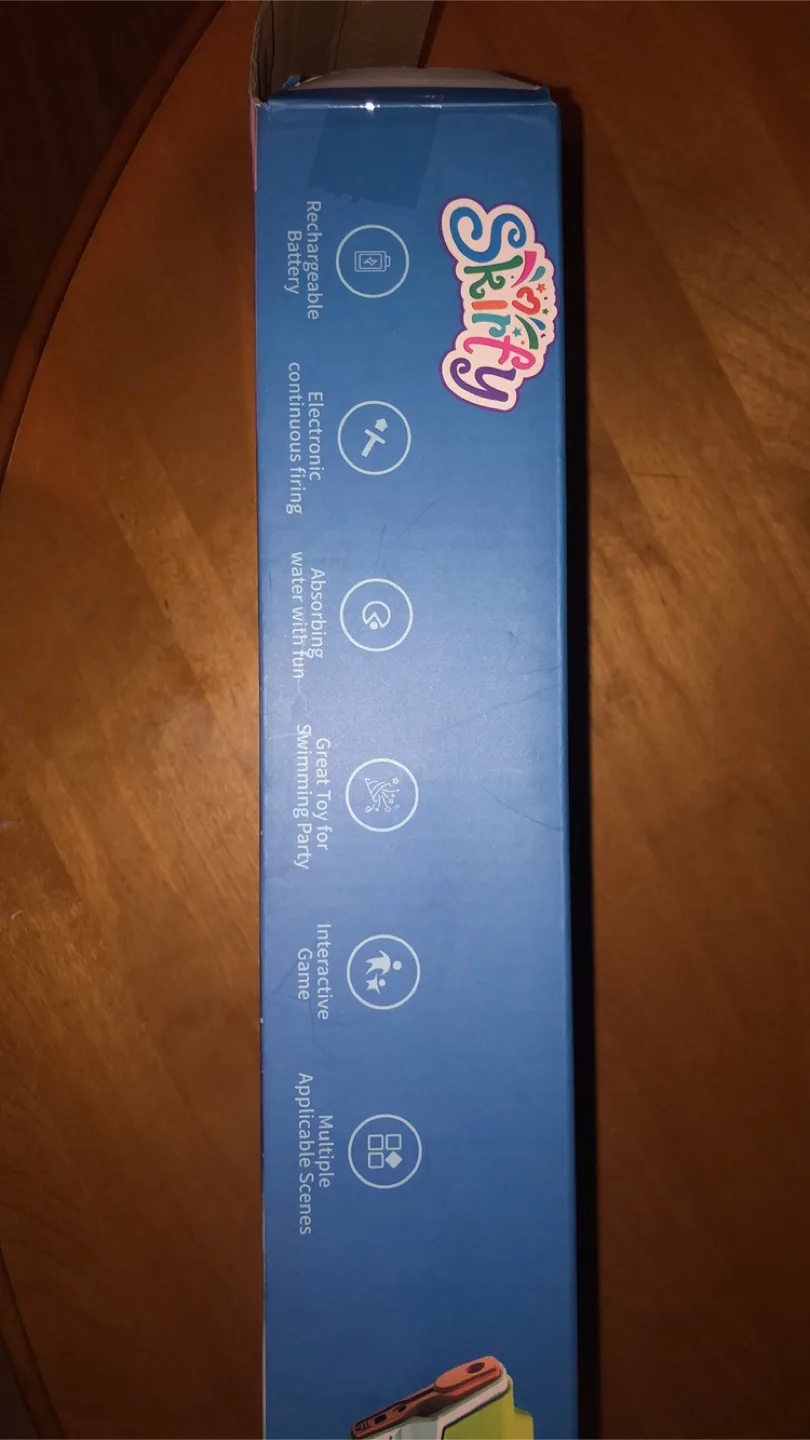 Skirfy
Rechargeable
Battery
Electronic
continuous firing
Absorbing
water with fun
Great Toy for
Swimming Party
Interactive
Game
Multiple
Applicable Scenes